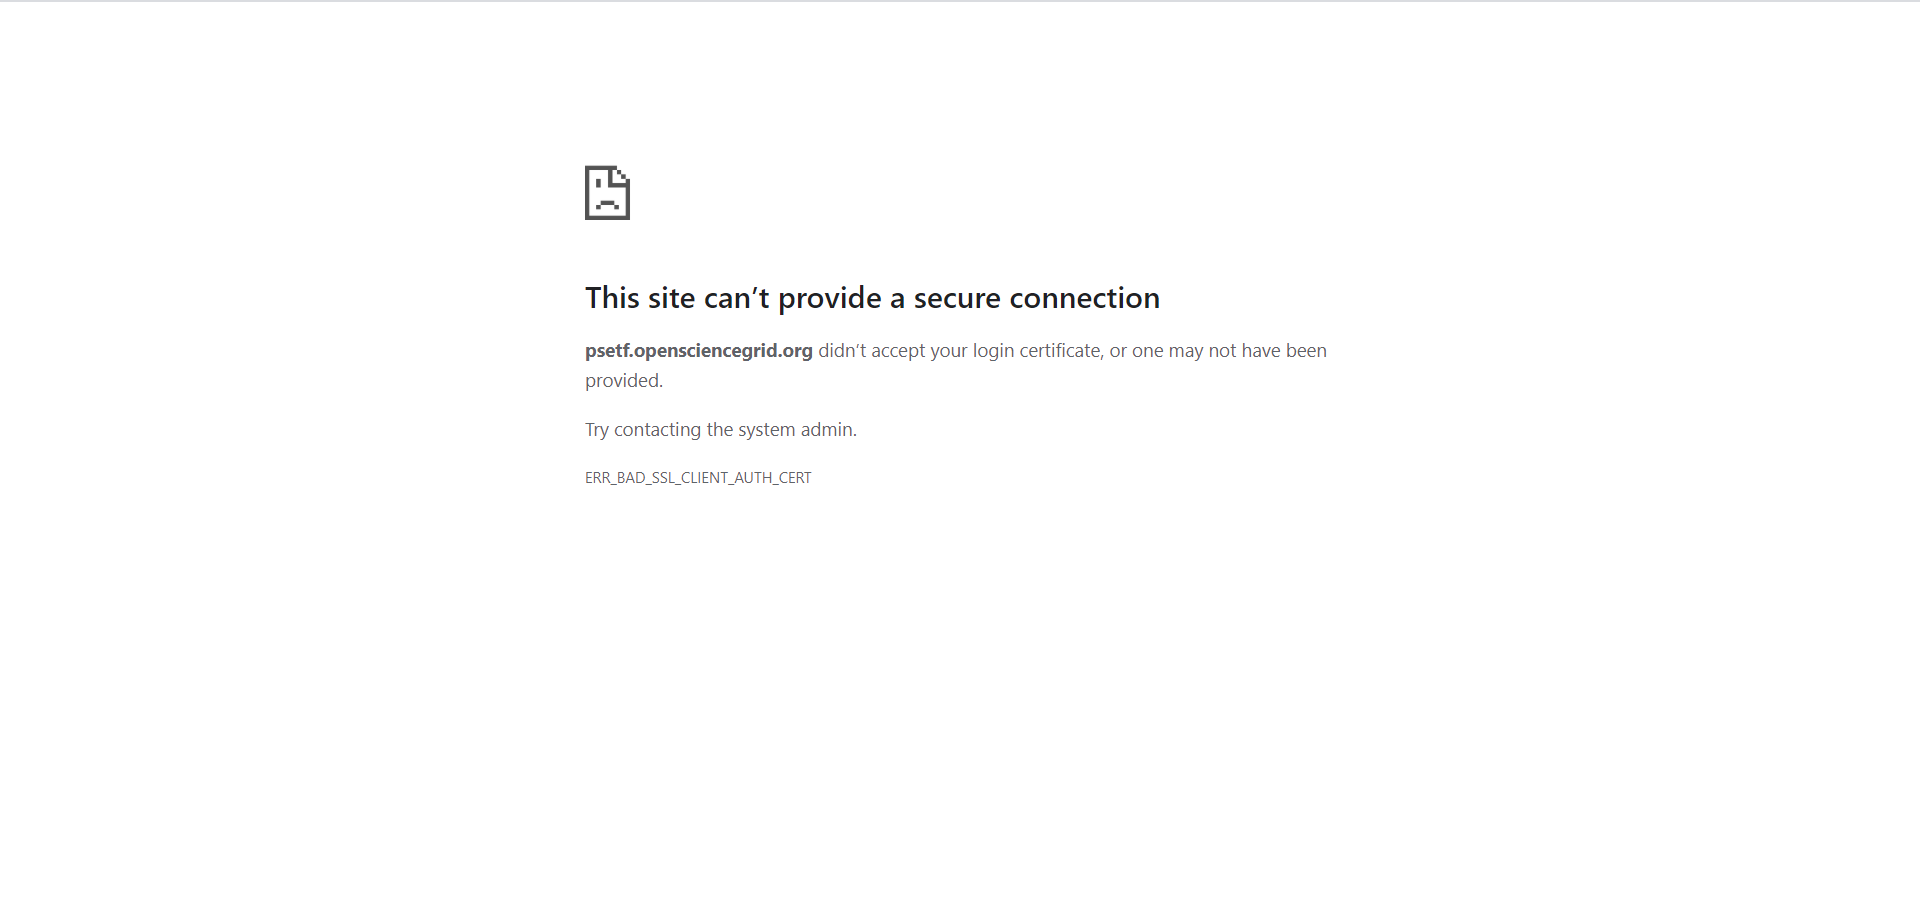 This site can’t provide a secure connection
psetf.opensciencegrid.org didn’t accept your login certificate, or one may not have been
provided.
Try contacting the system admin.
ERR_BAD_SSL_CLIENT_AUTH_CERT